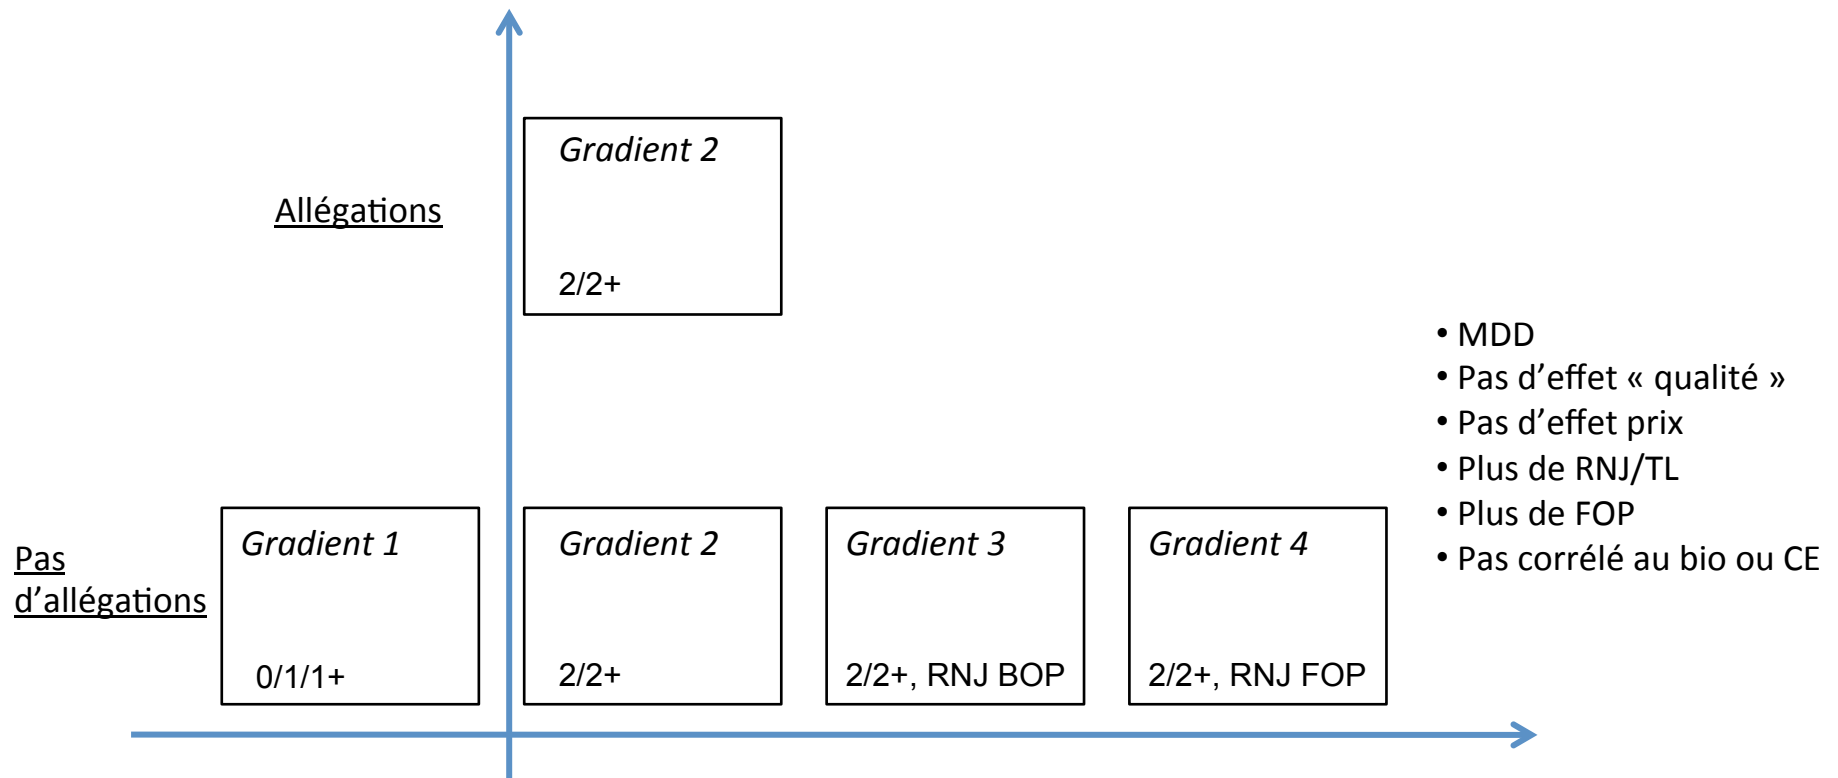 Gradient 2
Allégations
2/2+
• MDD
• Pas d’effet « qualité »
• Pas d’effet prix
• Plus de RNJ/TL
• Plus de FOP
• Pas corrélé au bio ou CE
Pas
d’allégations
Gradient 1
0/1/1+
Gradient 2
2/2+
Gradient 3
2/2+, RNJ BOP
Gradient 4
2/2+, RNJ FOP